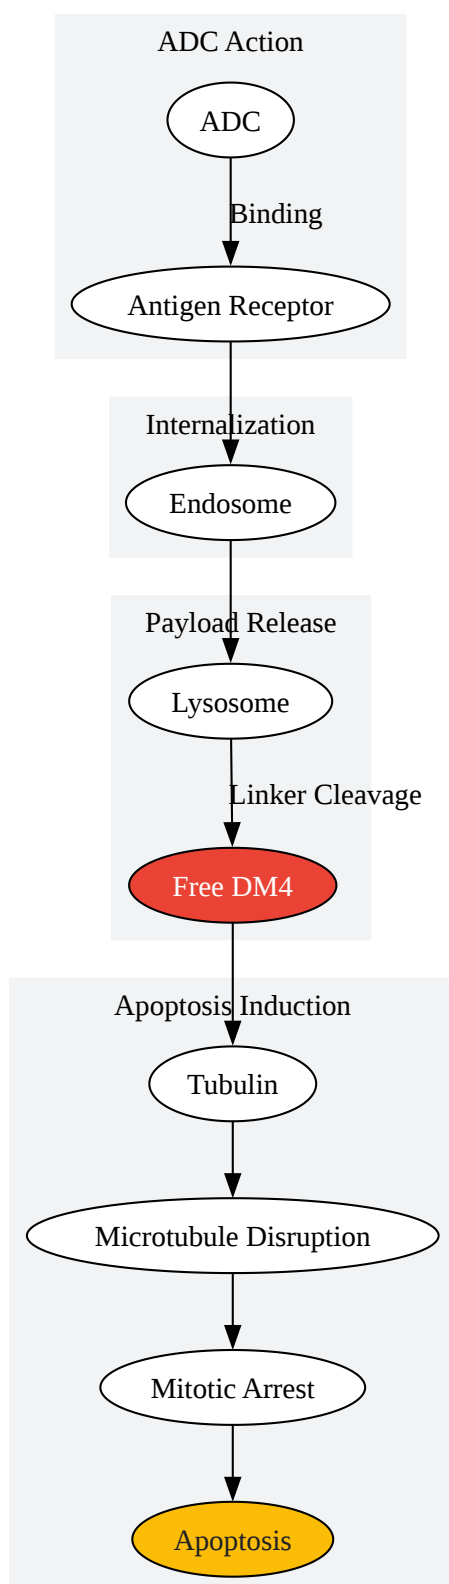 ADC Action
ADC
Binding
Antigen Receptor
Internalization
Endosome
Payload Release
Lysosome
Linker Cleavage
Free DM4
Apoptosis Induction
Tubulin
Microtubule Disruption
Mitotic Arrest
Apoptosis